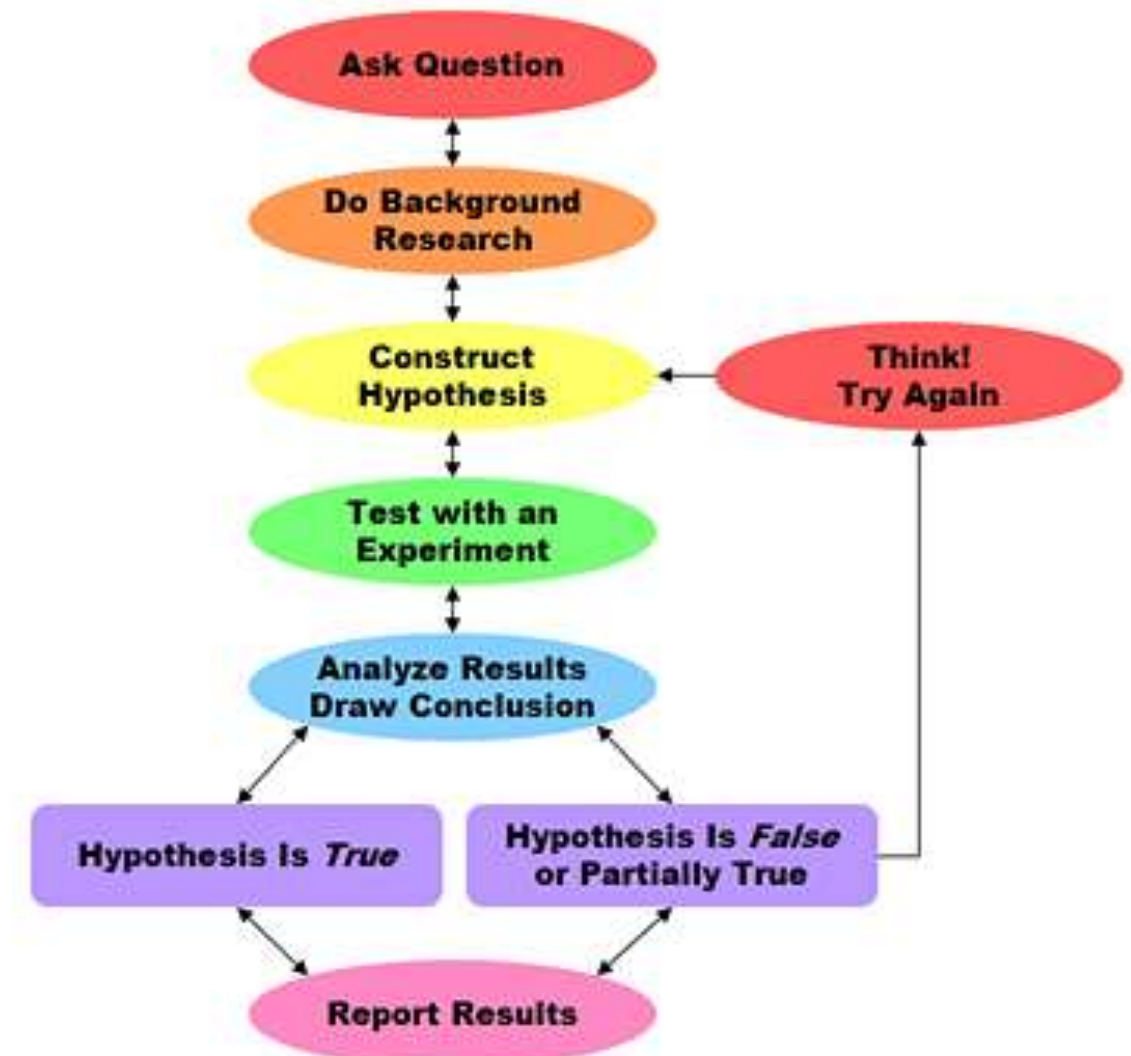 Ask Question
Do Background
Research
Construct
Hypothesis
Think!
Try Again
Test with an
Experiment
Analyze Results
Draw Conclusion
Hypothesis Is True
Hypothesis Is False
or Partially True
Report Results